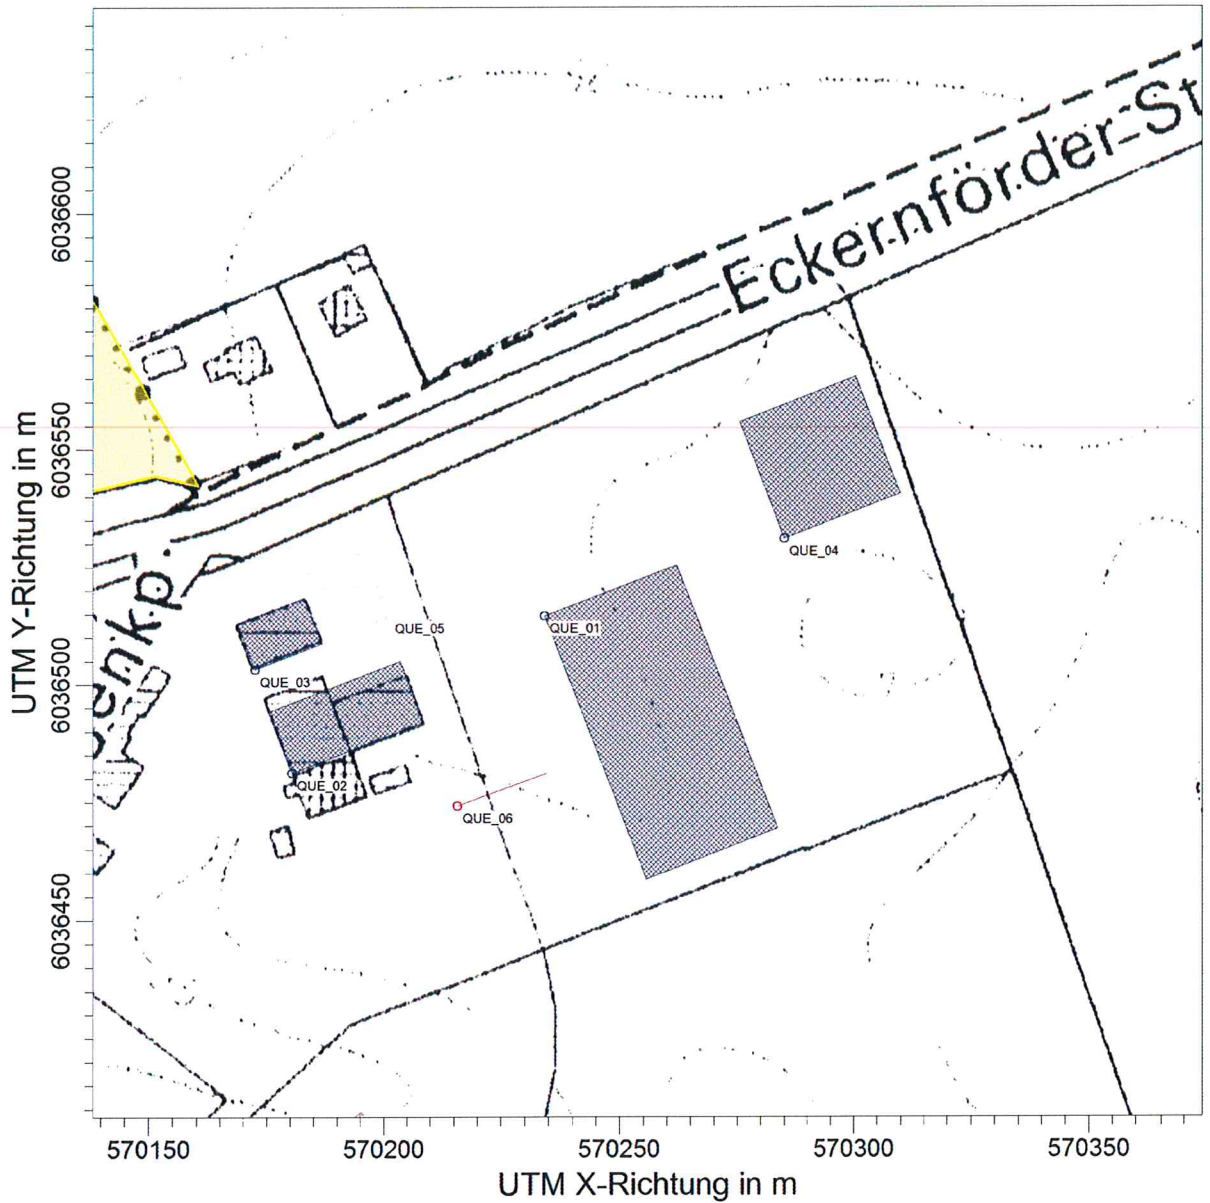 Eckernförder-St
6036600
6036550
6036500
6036450
UTM Y-Richtung in m
enkp.
QUE_04
QUE_01
QUE_05
QUE_03
QUE_02
QUE_06
570150
570200
570250
570300
570350
UTM X-Richtung in m